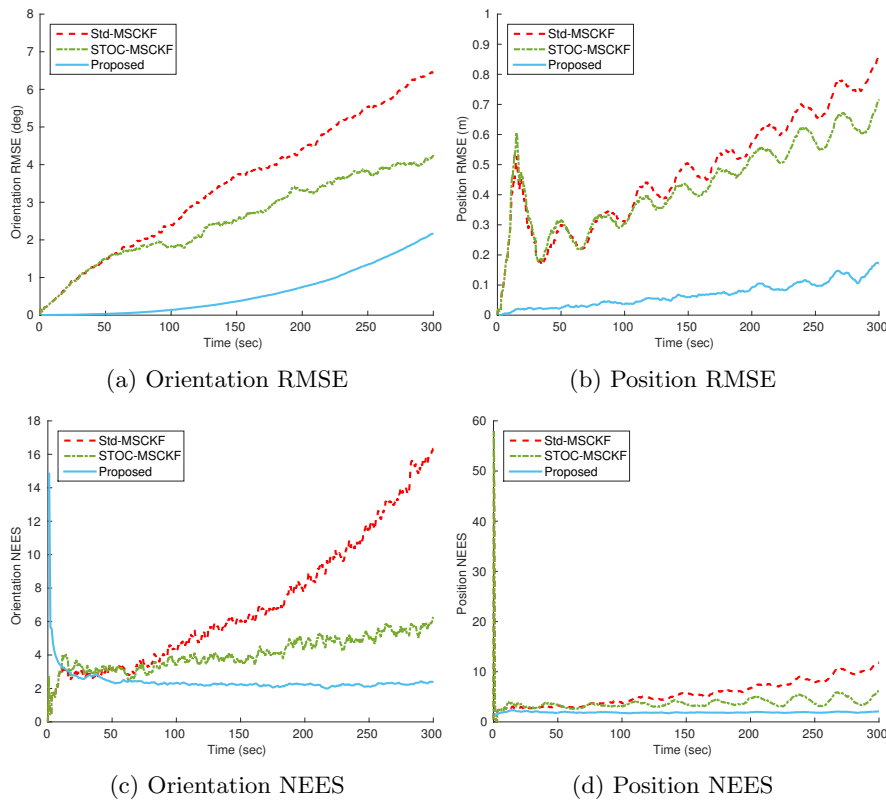 8
7
6
5
4
3
2
1
0
Orientation RMSE (deg)
Std-MSCKF
STOC-MSCKF
Proposed
0 50 100 150 200 250 300
Time (sec)
(a) Orientation RMSE
1
0.9
0.8
0.7
0.6
0.5
0.4
0.3
0.2
0.1
0
Position RMSE (m)
Std-MSCKF
STOC-MSCKF
Proposed
0 50 100 150 200 250 300
Time (sec)
(b) Position RMSE
18
16
14
12
10
8
6
4
2
0
Orientation NEES
Std-MSCKF
STOC-MSCKF
Proposed
0 50 100 150 200 250 300
Time (sec)
(c) Orientation NEES
60
50
40
30
20
10
0
Position NEES
Std-MSCKF
STOC-MSCKF
Proposed
0 50 100 150 200 250 300
Time (sec)
(d) Position NEES